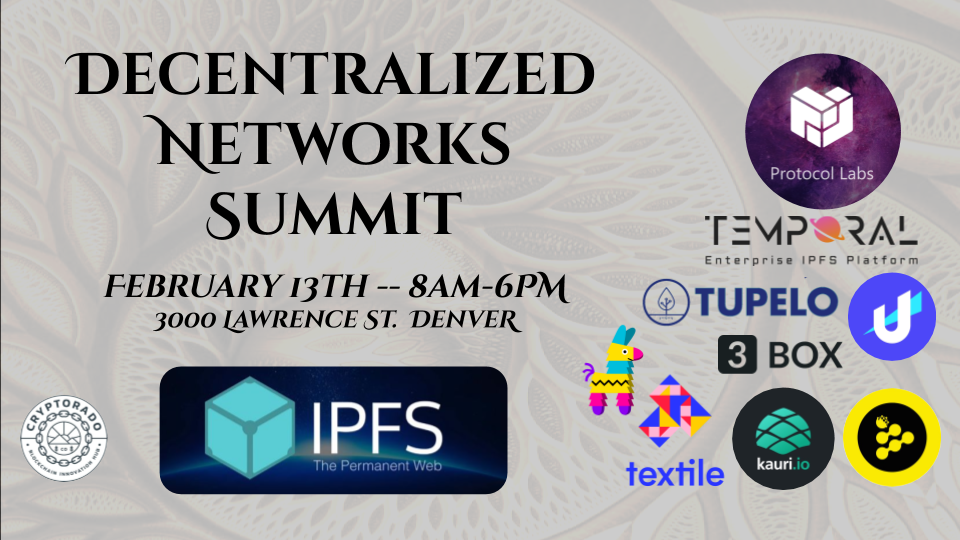 Decentralized
Networks
Summit
February 13th -- 8am-6pm
3000 Lawrence St. Denver
CRYPTORADO
CO
BLOCKCHAIN INNOVATION HUB
IPFS
The Permanent Web
Protocol Labs
TEMPORAL
Enterprise IPFS Platform
TUPELO
3 BOX
textile
kauri.io